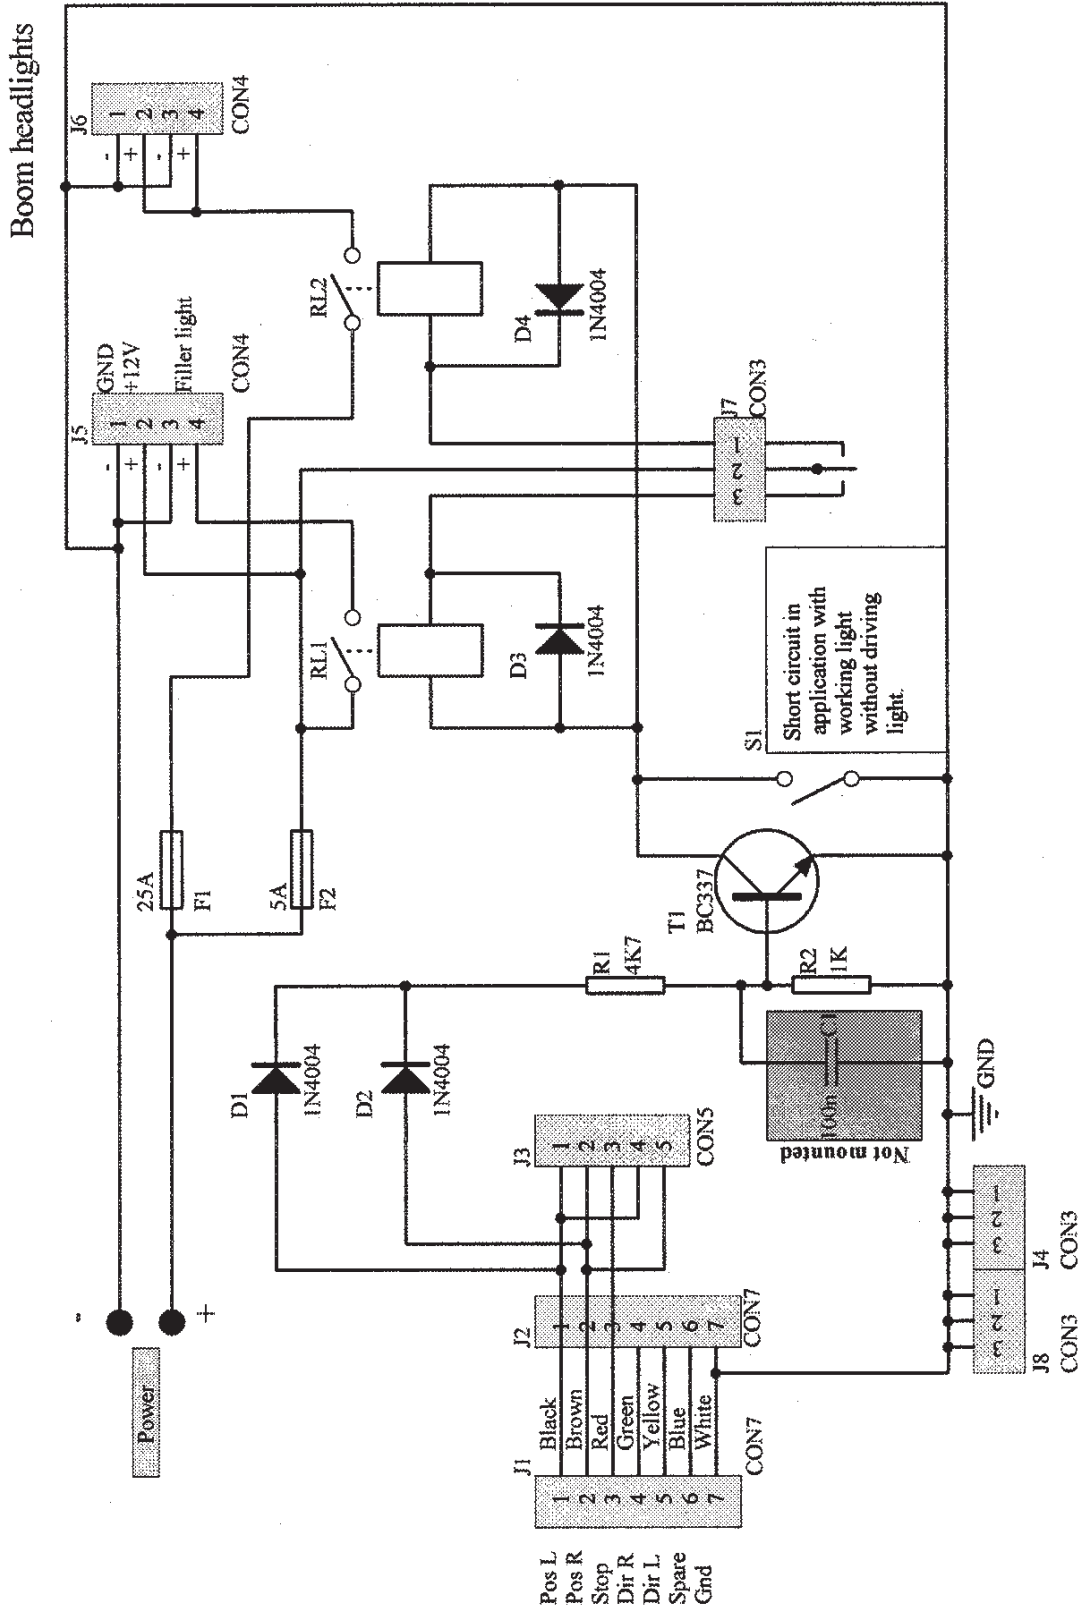 Boom headlights
J6
1
2
3
4
-
+
-
+
CON4
J5
GND
+12V
Filler light
1
2
3
4
-
+
-
+
CON4
RL2
RL1
25A
F1
5A
F2
D4
1N4004
D3
1N4004
J7
CON3
1
2
3
Short circuit in
application with
working light
without driving
light.
S1
T1
BC337
R1
4K7
R2
1K
C1
100n
Not mounted
GND
D1
1N4004
D2
1N4004
J3
1
2
3
4
5
CON5
-
+
Power
J2
1
2
3
4
5
6
7
CON7
Black
Brown
Red
Green
Yellow
Blue
White
J1
1
2
3
4
5
6
7
CON7
Pos L
Pos R
Stop
Dir R
Dir L
Spare
Gnd
J4
1
2
3
CON3
J8
1
2
3
CON3